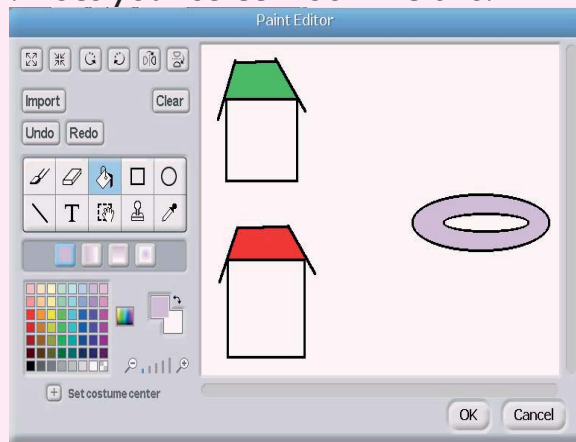 Paint Editor
Import
Clear
Undo
Redo
T
Set costume center
OK
Cancel